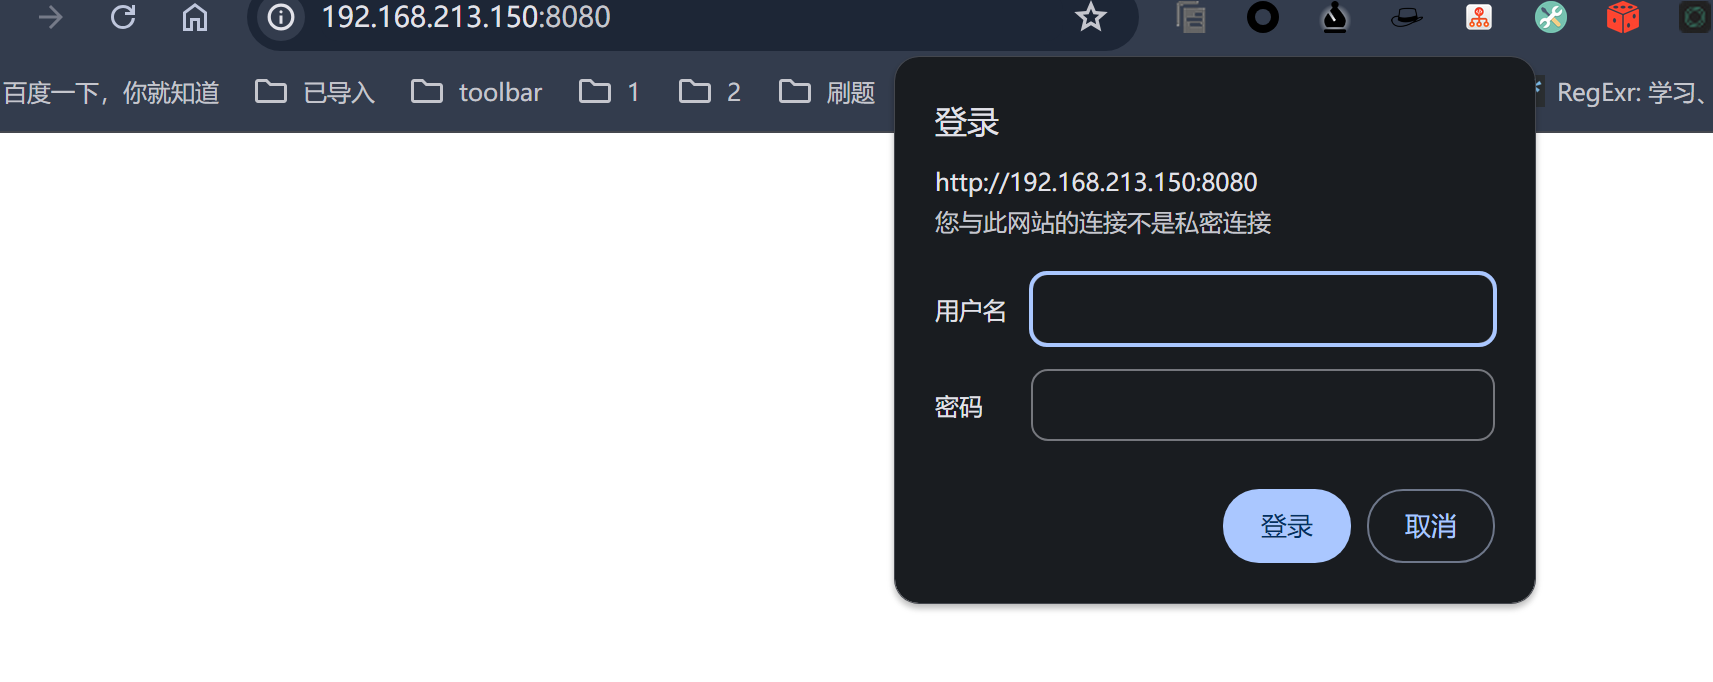 192.168.213.150:8080
百度一下，你就知道 已导入 toolbar 1 2 刷题 RegExr: 学习、
登录
http://192.168.213.150:8080
您与此网站的连接不是私密连接
用户名
密码
登录 取消